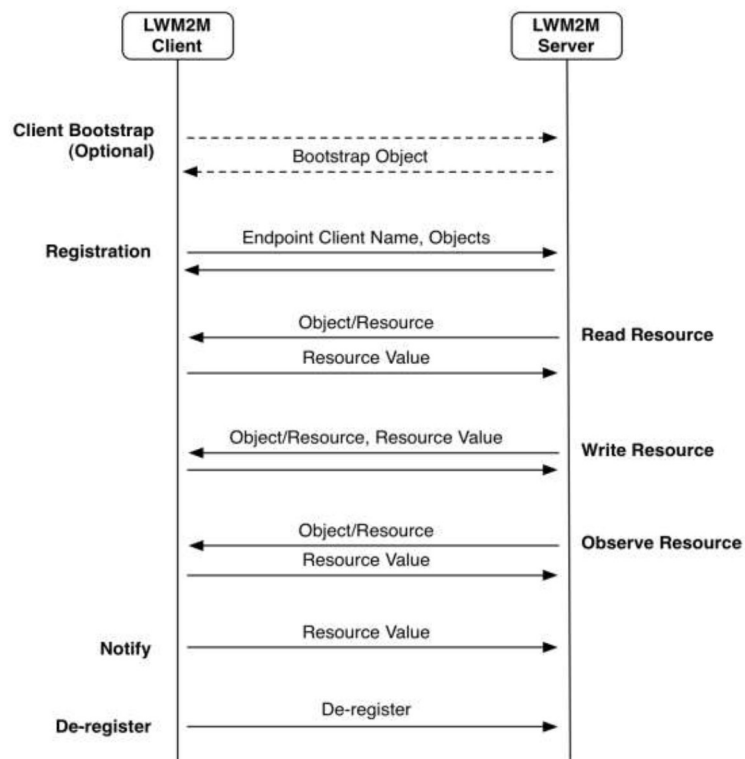 LWM2M
Client
LWM2M
Server
Client Bootstrap
(Optional)
Bootstrap Object
Endpoint Client Name, Objects
Registration
Object/Resource
Read Resource
Resource Value
Object/Resource, Resource Value
Write Resource
Object/Resource
Observe Resource
Resource Value
Resource Value
Notify
De-register
De-register